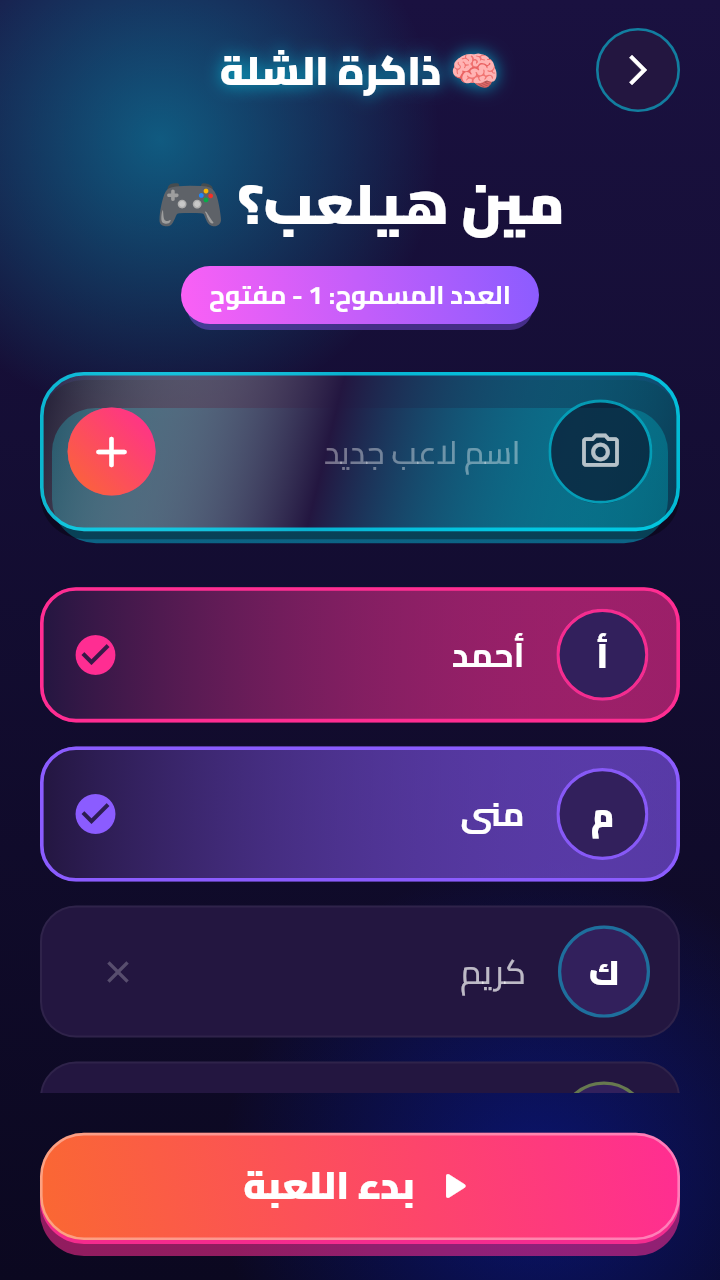 ذاكرة الشلة
مين هيلعب؟
العدد المسموح: 1 - مفتوح
اسم لاعب جديد
أ
أحمد
م
منى
ك
كريم
بدء اللعبة